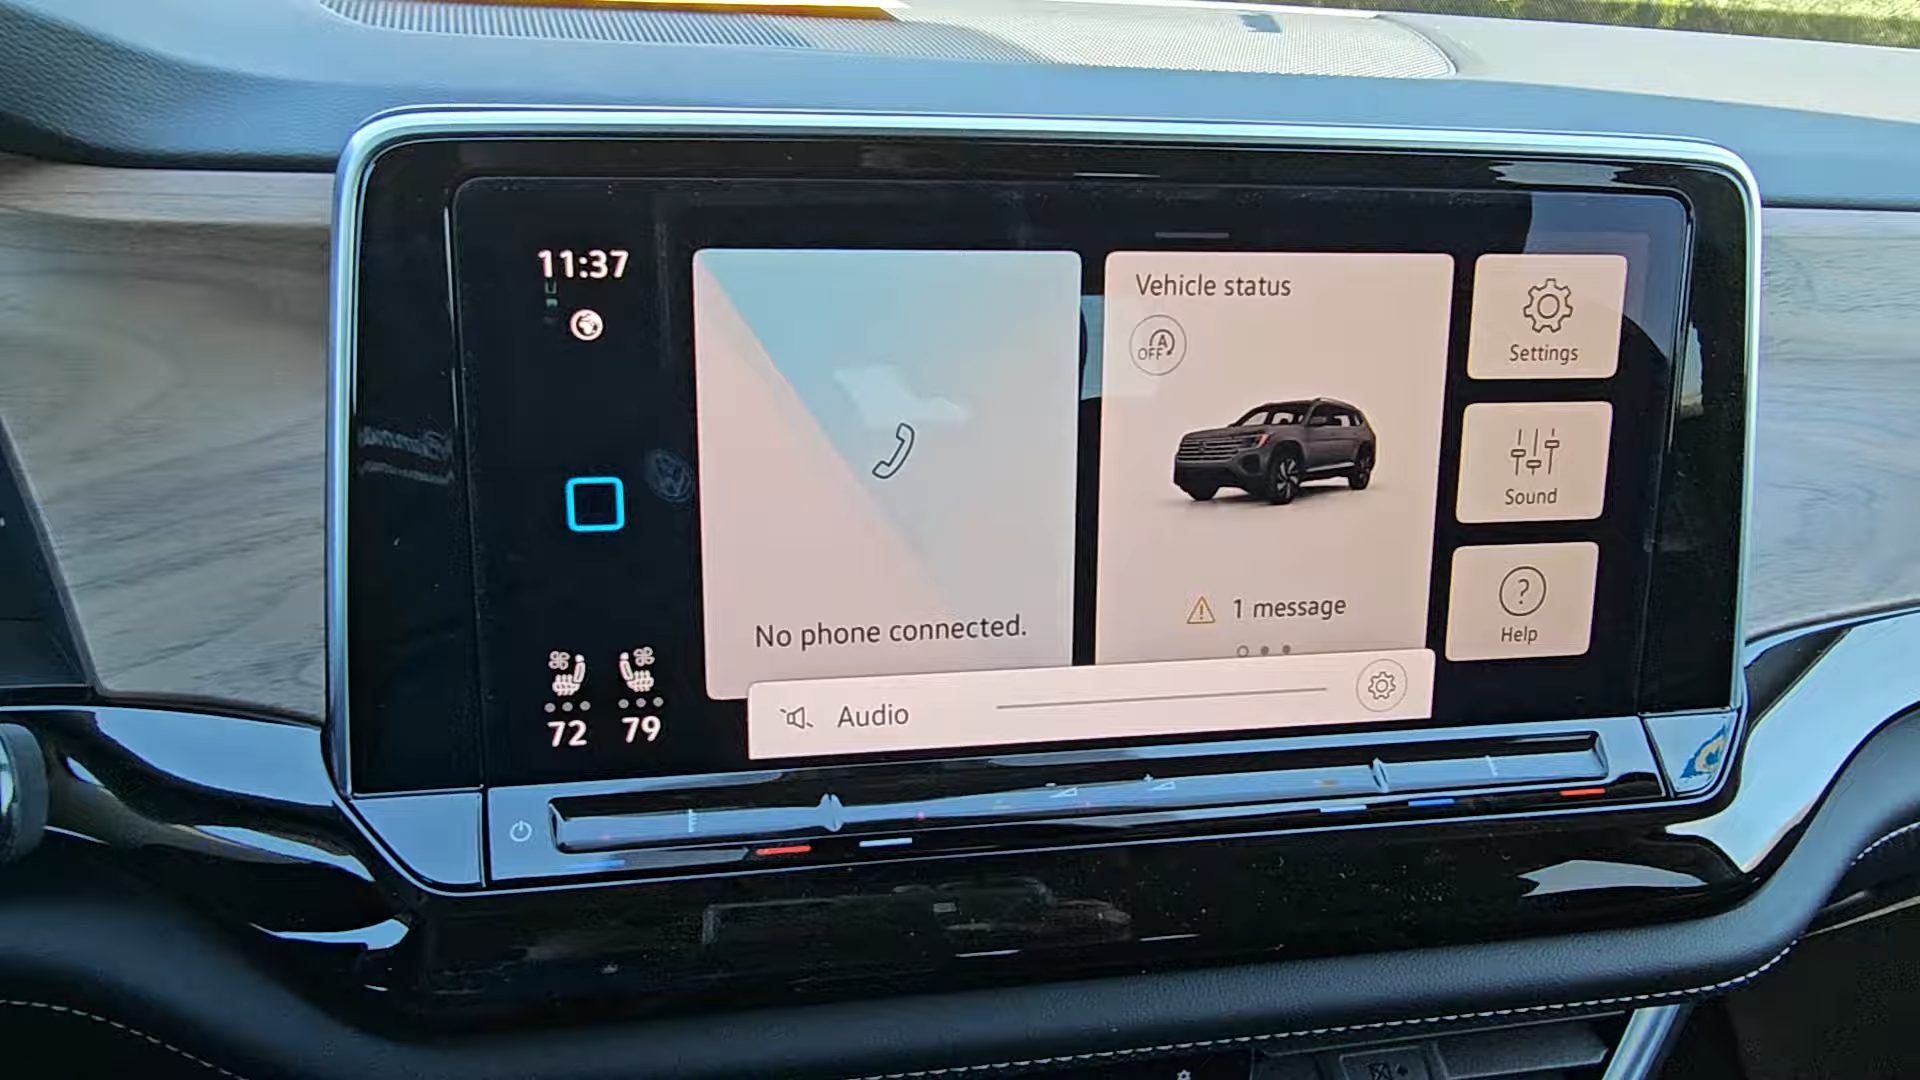 11:37
No phone connected.
Vehicle status
A
OFF
1 message
Settings
Sound
? Help
72 79
Audio